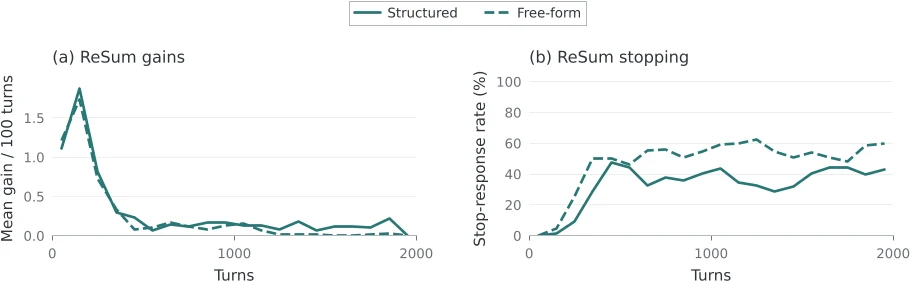 Structured
Free-form
(a) ReSum gains
Mean gain / 100 turns
1.5
1.0
0.5
0.0
0
1000
2000
Turns
(b) ReSum stopping
Stop-response rate (%)
100
80
60
40
20
0
0
1000
2000
Turns